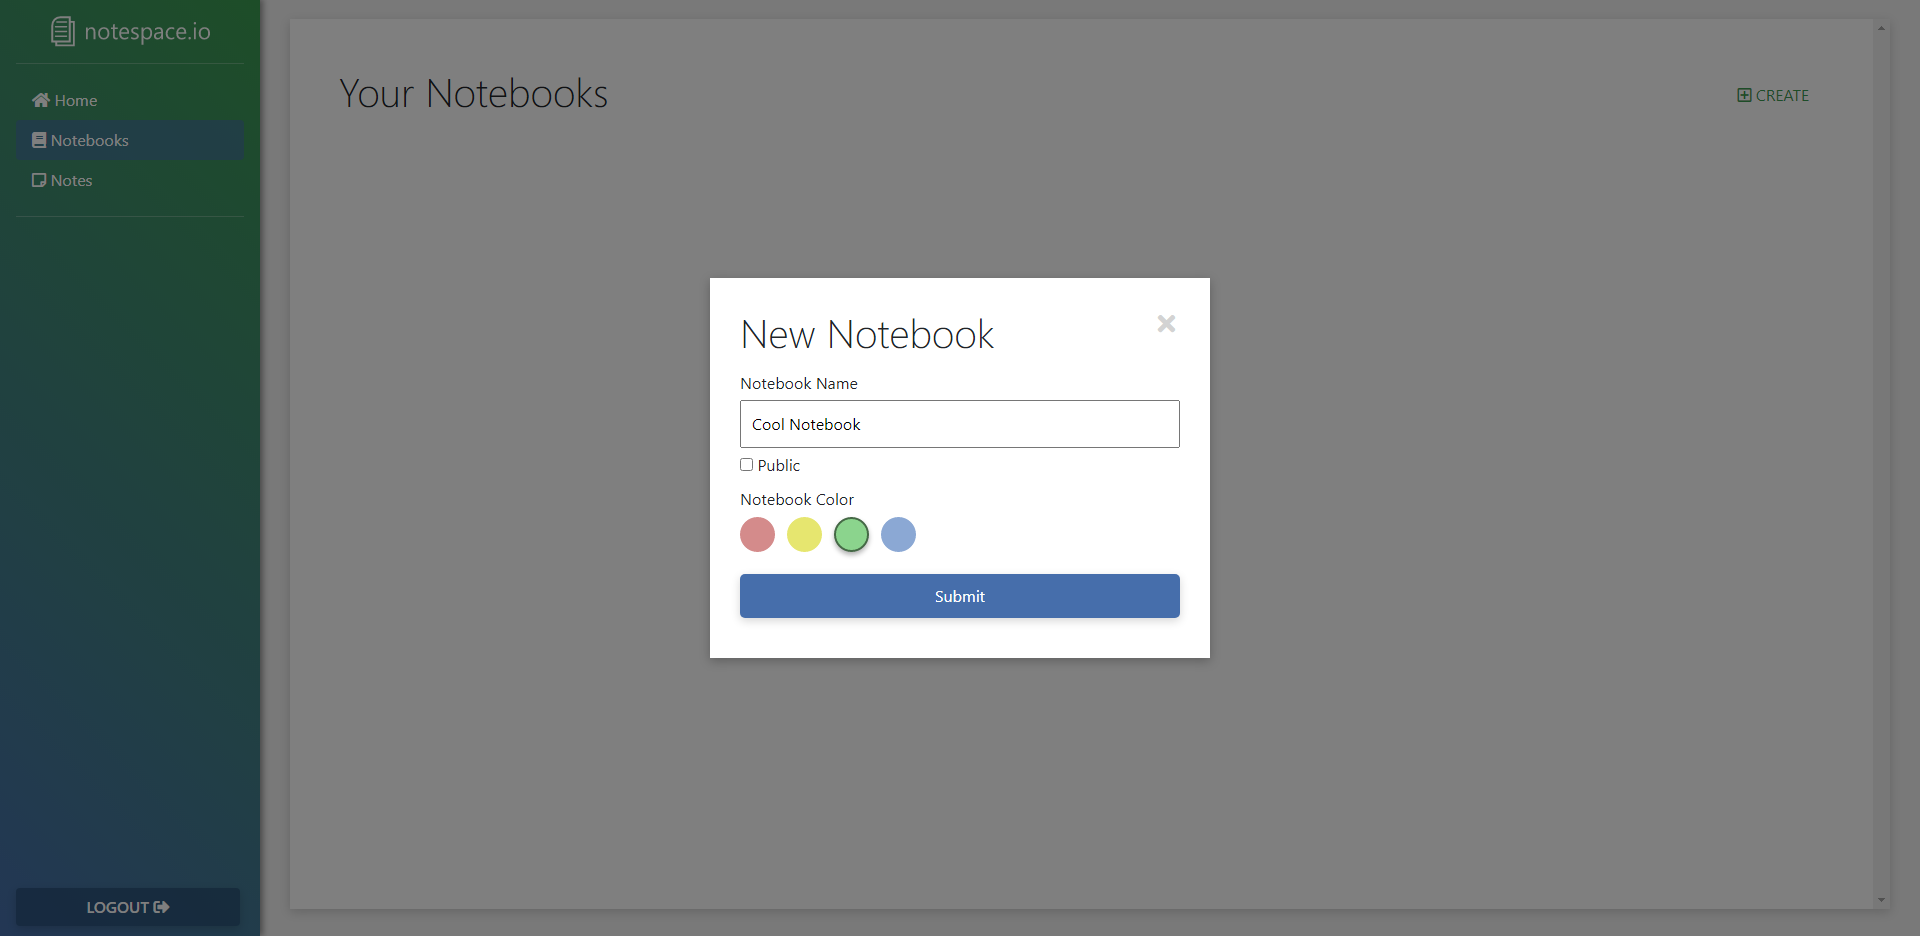 notespace.io
Home
Notebooks
Notes
LOGOUT
Your Notebooks
CREATE
New Notebook
Notebook Name
Cool Notebook
Public
Notebook Color
Submit